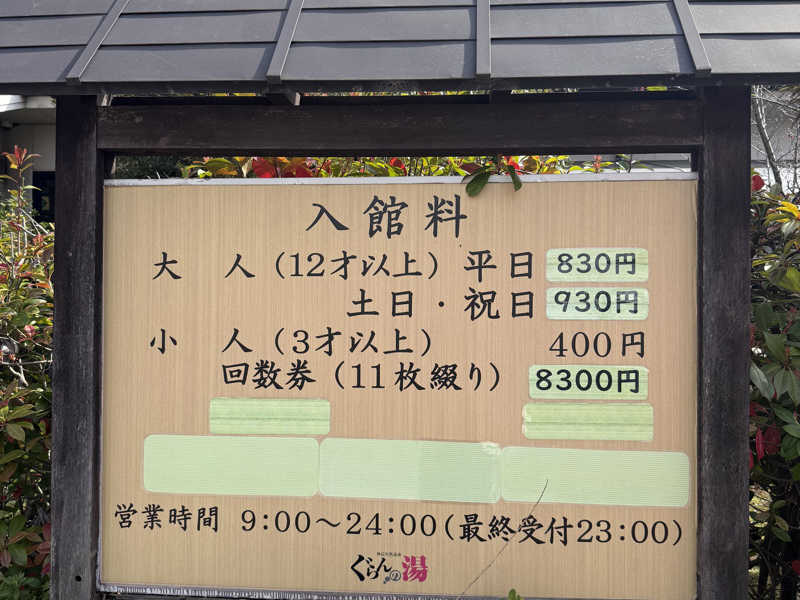 入館料
大人（12才以上）平日 830円
土日・祝日 930円
小人（3才以上） 400円
回数券（11枚綴り） 8300円
営業時間 9:00～24:00（最終受付23:00）
ぐらんの湯